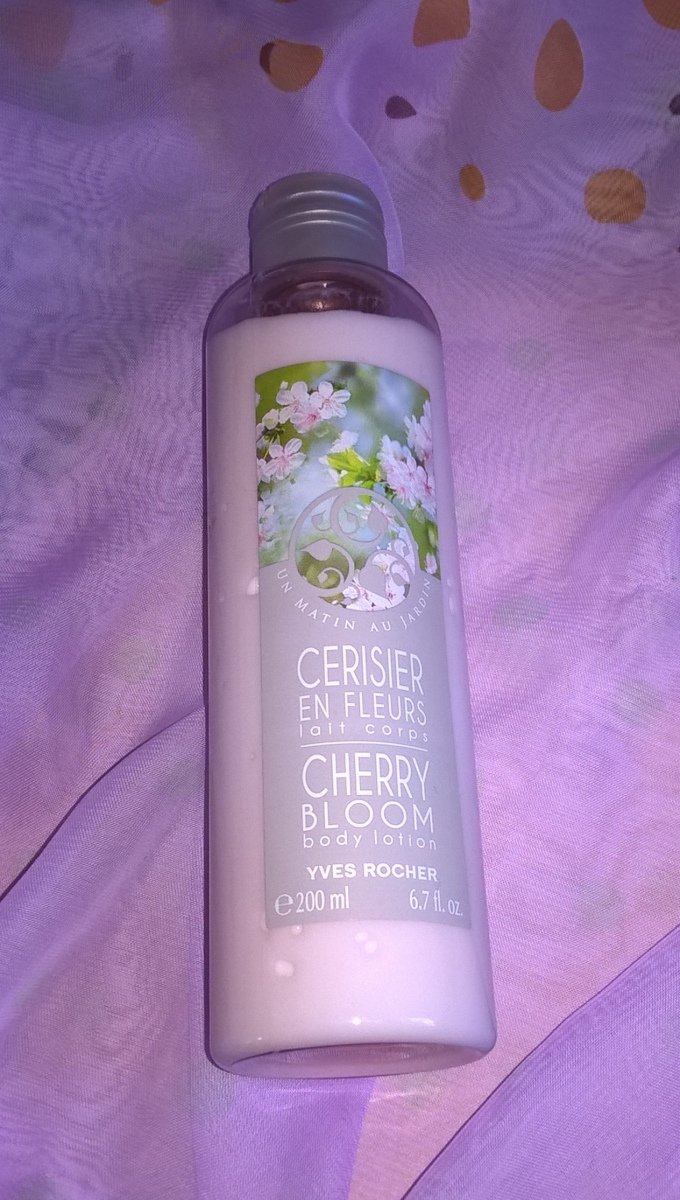 UN MATIN AU JARDIN
CERISIER
EN FLEURS
lait corps
CHERRY
BLOOM
body lotion
YVES ROCHER
℮ 200 ml 6.7 fl. oz.